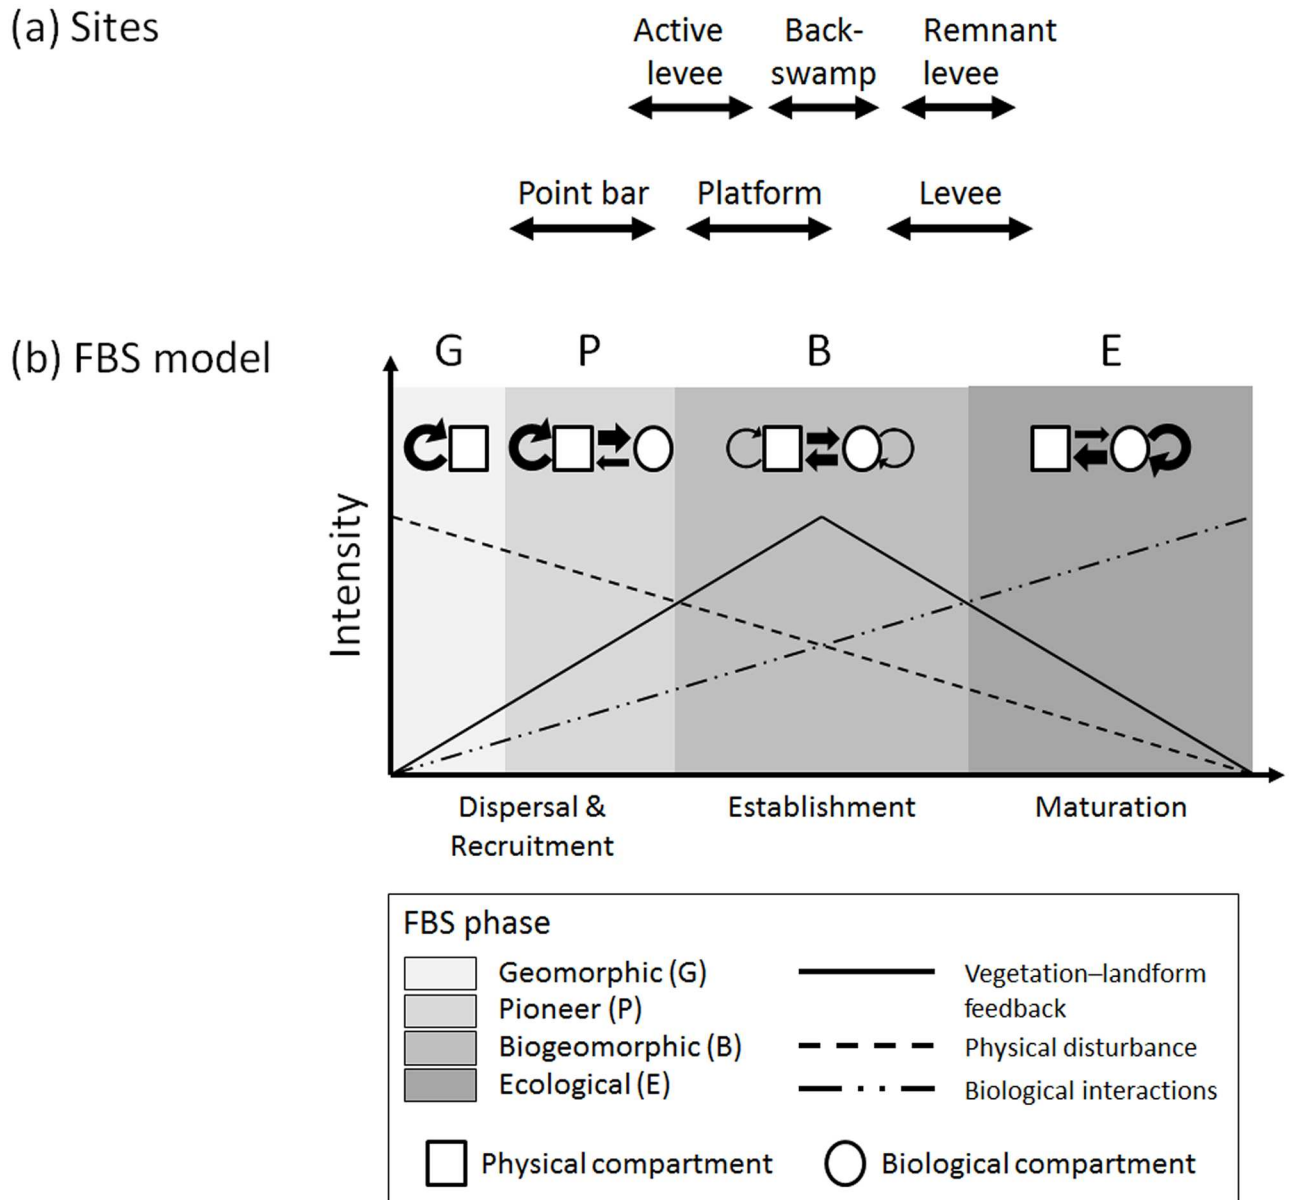 (a) Sites
Active Back- Remnant
levee swamp levee
Point bar Platform Levee
(b) FBS model
G P B E
Intensity
Dispersal & Establishment Maturation
Recruitment
FBS phase
Geomorphic (G) Vegetation–landform
feedback
Pioneer (P)
Biogeomorphic (B) Physical disturbance
Ecological (E) Biological interactions
Physical compartment Biological compartment